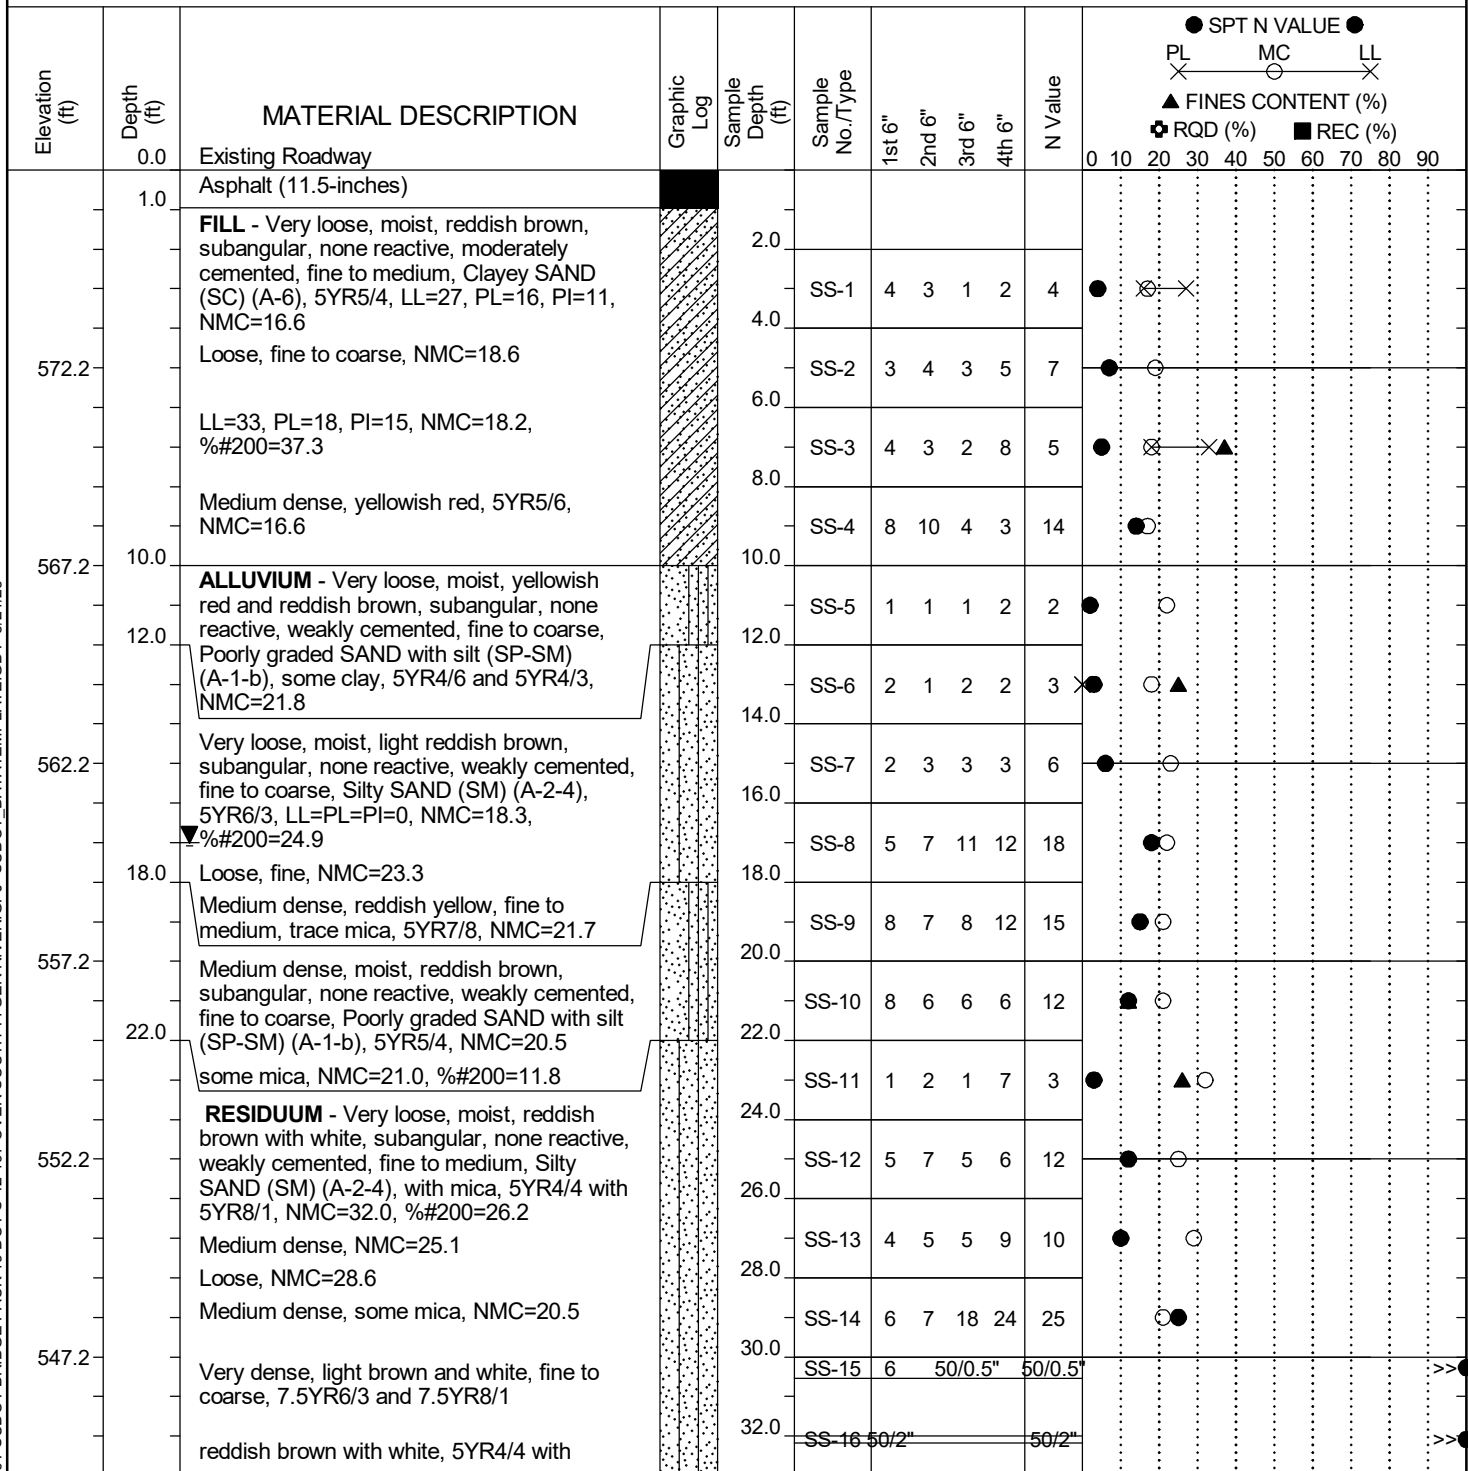 ● SPT N VALUE ●
PL MC LL
▲ FINES CONTENT (%)
RQD (%) ■ REC (%)
Elevation (ft)
Depth (ft)
MATERIAL DESCRIPTION
Graphic Log
Sample Depth (ft)
Sample No./Type
1st 6"
2nd 6"
3rd 6"
4th 6"
N Value
0 10 20 30 40 50 60 70 80 90
0.0 Existing Roadway
Asphalt (11.5-inches)
1.0
FILL - Very loose, moist, reddish brown,
subangular, none reactive, moderately
cemented, fine to medium, Clayey SAND
(SC) (A-6), 5YR5/4, LL=27, PL=16, PI=11,
NMC=16.6
2.0
SS-1 4 3 1 2 4
4.0
Loose, fine to coarse, NMC=18.6
572.2
SS-2 3 4 3 5 7
6.0
LL=33, PL=18, PI=15, NMC=18.2,
%#200=37.3
SS-3 4 3 2 8 5
8.0
Medium dense, yellowish red, 5YR5/6,
NMC=16.6
SS-4 8 10 4 3 14
10.0
567.2
10.0
ALLUVIUM - Very loose, moist, yellowish
red and reddish brown, subangular, none
reactive, weakly cemented, fine to coarse,
Poorly graded SAND with silt (SP-SM)
(A-1-b), some clay, 5YR4/6 and 5YR4/3,
NMC=21.8
SS-5 1 1 1 2 2
12.0
12.0
SS-6 2 1 2 2 3
14.0
Very loose, moist, light reddish brown,
subangular, none reactive, weakly cemented,
fine to coarse, Silty SAND (SM) (A-2-4),
5YR6/3, LL=PL=PI=0, NMC=18.3,
%#200=24.9
562.2
SS-7 2 3 3 3 6
16.0
SS-8 5 7 11 12 18
18.0
Loose, fine, NMC=23.3
18.0
Medium dense, reddish yellow, fine to
medium, trace mica, 5YR7/8, NMC=21.7
SS-9 8 7 8 12 15
20.0
557.2
Medium dense, moist, reddish brown,
subangular, none reactive, weakly cemented,
fine to coarse, Poorly graded SAND with silt
(SP-SM) (A-1-b), 5YR5/4, NMC=20.5
SS-10 8 6 6 6 12
22.0
22.0
some mica, NMC=21.0, %#200=11.8
SS-11 1 2 1 7 3
24.0
RESIDUUM - Very loose, moist, reddish
brown with white, subangular, none reactive,
weakly cemented, fine to medium, Silty
SAND (SM) (A-2-4), with mica, 5YR4/4 with
5YR8/1, NMC=32.0, %#200=26.2
552.2
SS-12 5 7 5 6 12
26.0
Medium dense, NMC=25.1
SS-13 4 5 5 9 10
28.0
Loose, NMC=28.6
Medium dense, some mica, NMC=20.5
SS-14 6 7 18 24 25
30.0
547.2
Very dense, light brown and white, fine to
coarse, 7.5YR6/3 and 7.5YR8/1
SS-15 6 50/0.5" 50/0.5" >>
32.0
SS-16 50/2" 50/2" >>
reddish brown with white, 5YR4/4 with